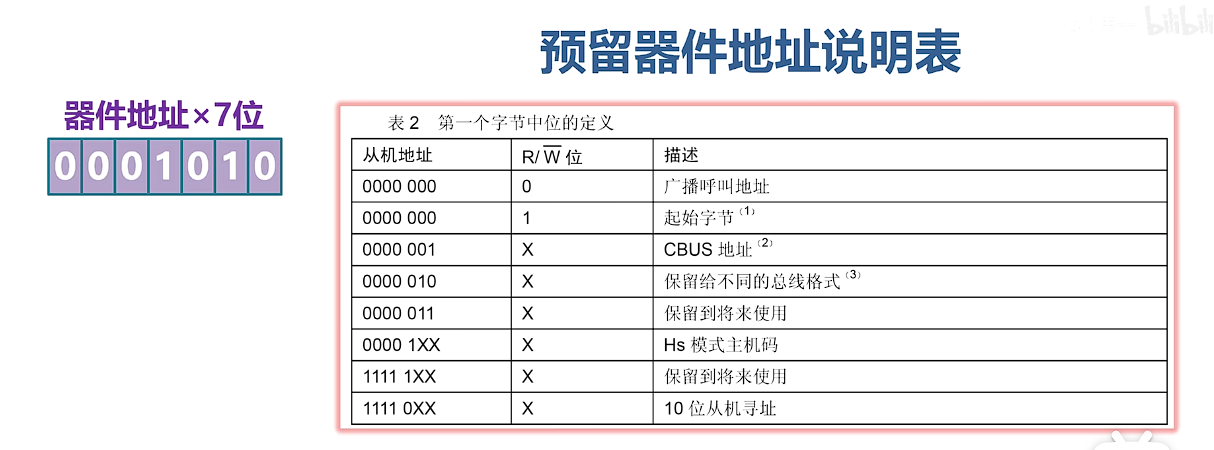 bilibili
预留器件地址说明表
器件地址×7位
0 0 0 1 0 1 0
表 2 第一个字节中位的定义
从机地址 R/W̅ 位 描述
0000 000 0 广播呼叫地址
0000 000 1 起始字节（1）
0000 001 X CBUS 地址（2）
0000 010 X 保留给不同的总线格式（3）
0000 011 X 保留到将来使用
0000 1XX X Hs 模式主机码
1111 1XX X 保留到将来使用
1111 0XX X 10 位从机寻址